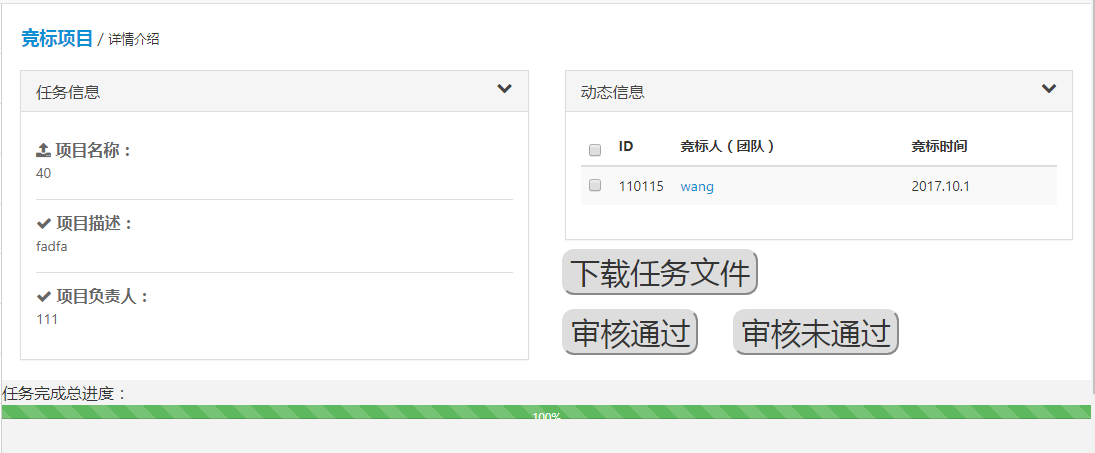 竞标项目 / 详情介绍
任务信息
项目名称：
40
项目描述：
fadfa
项目负责人：
111
动态信息
ID 竞标人（团队） 竞标时间
110115 wang 2017.10.1
下载任务文件
审核通过 审核未通过
任务完成总进度：
100%